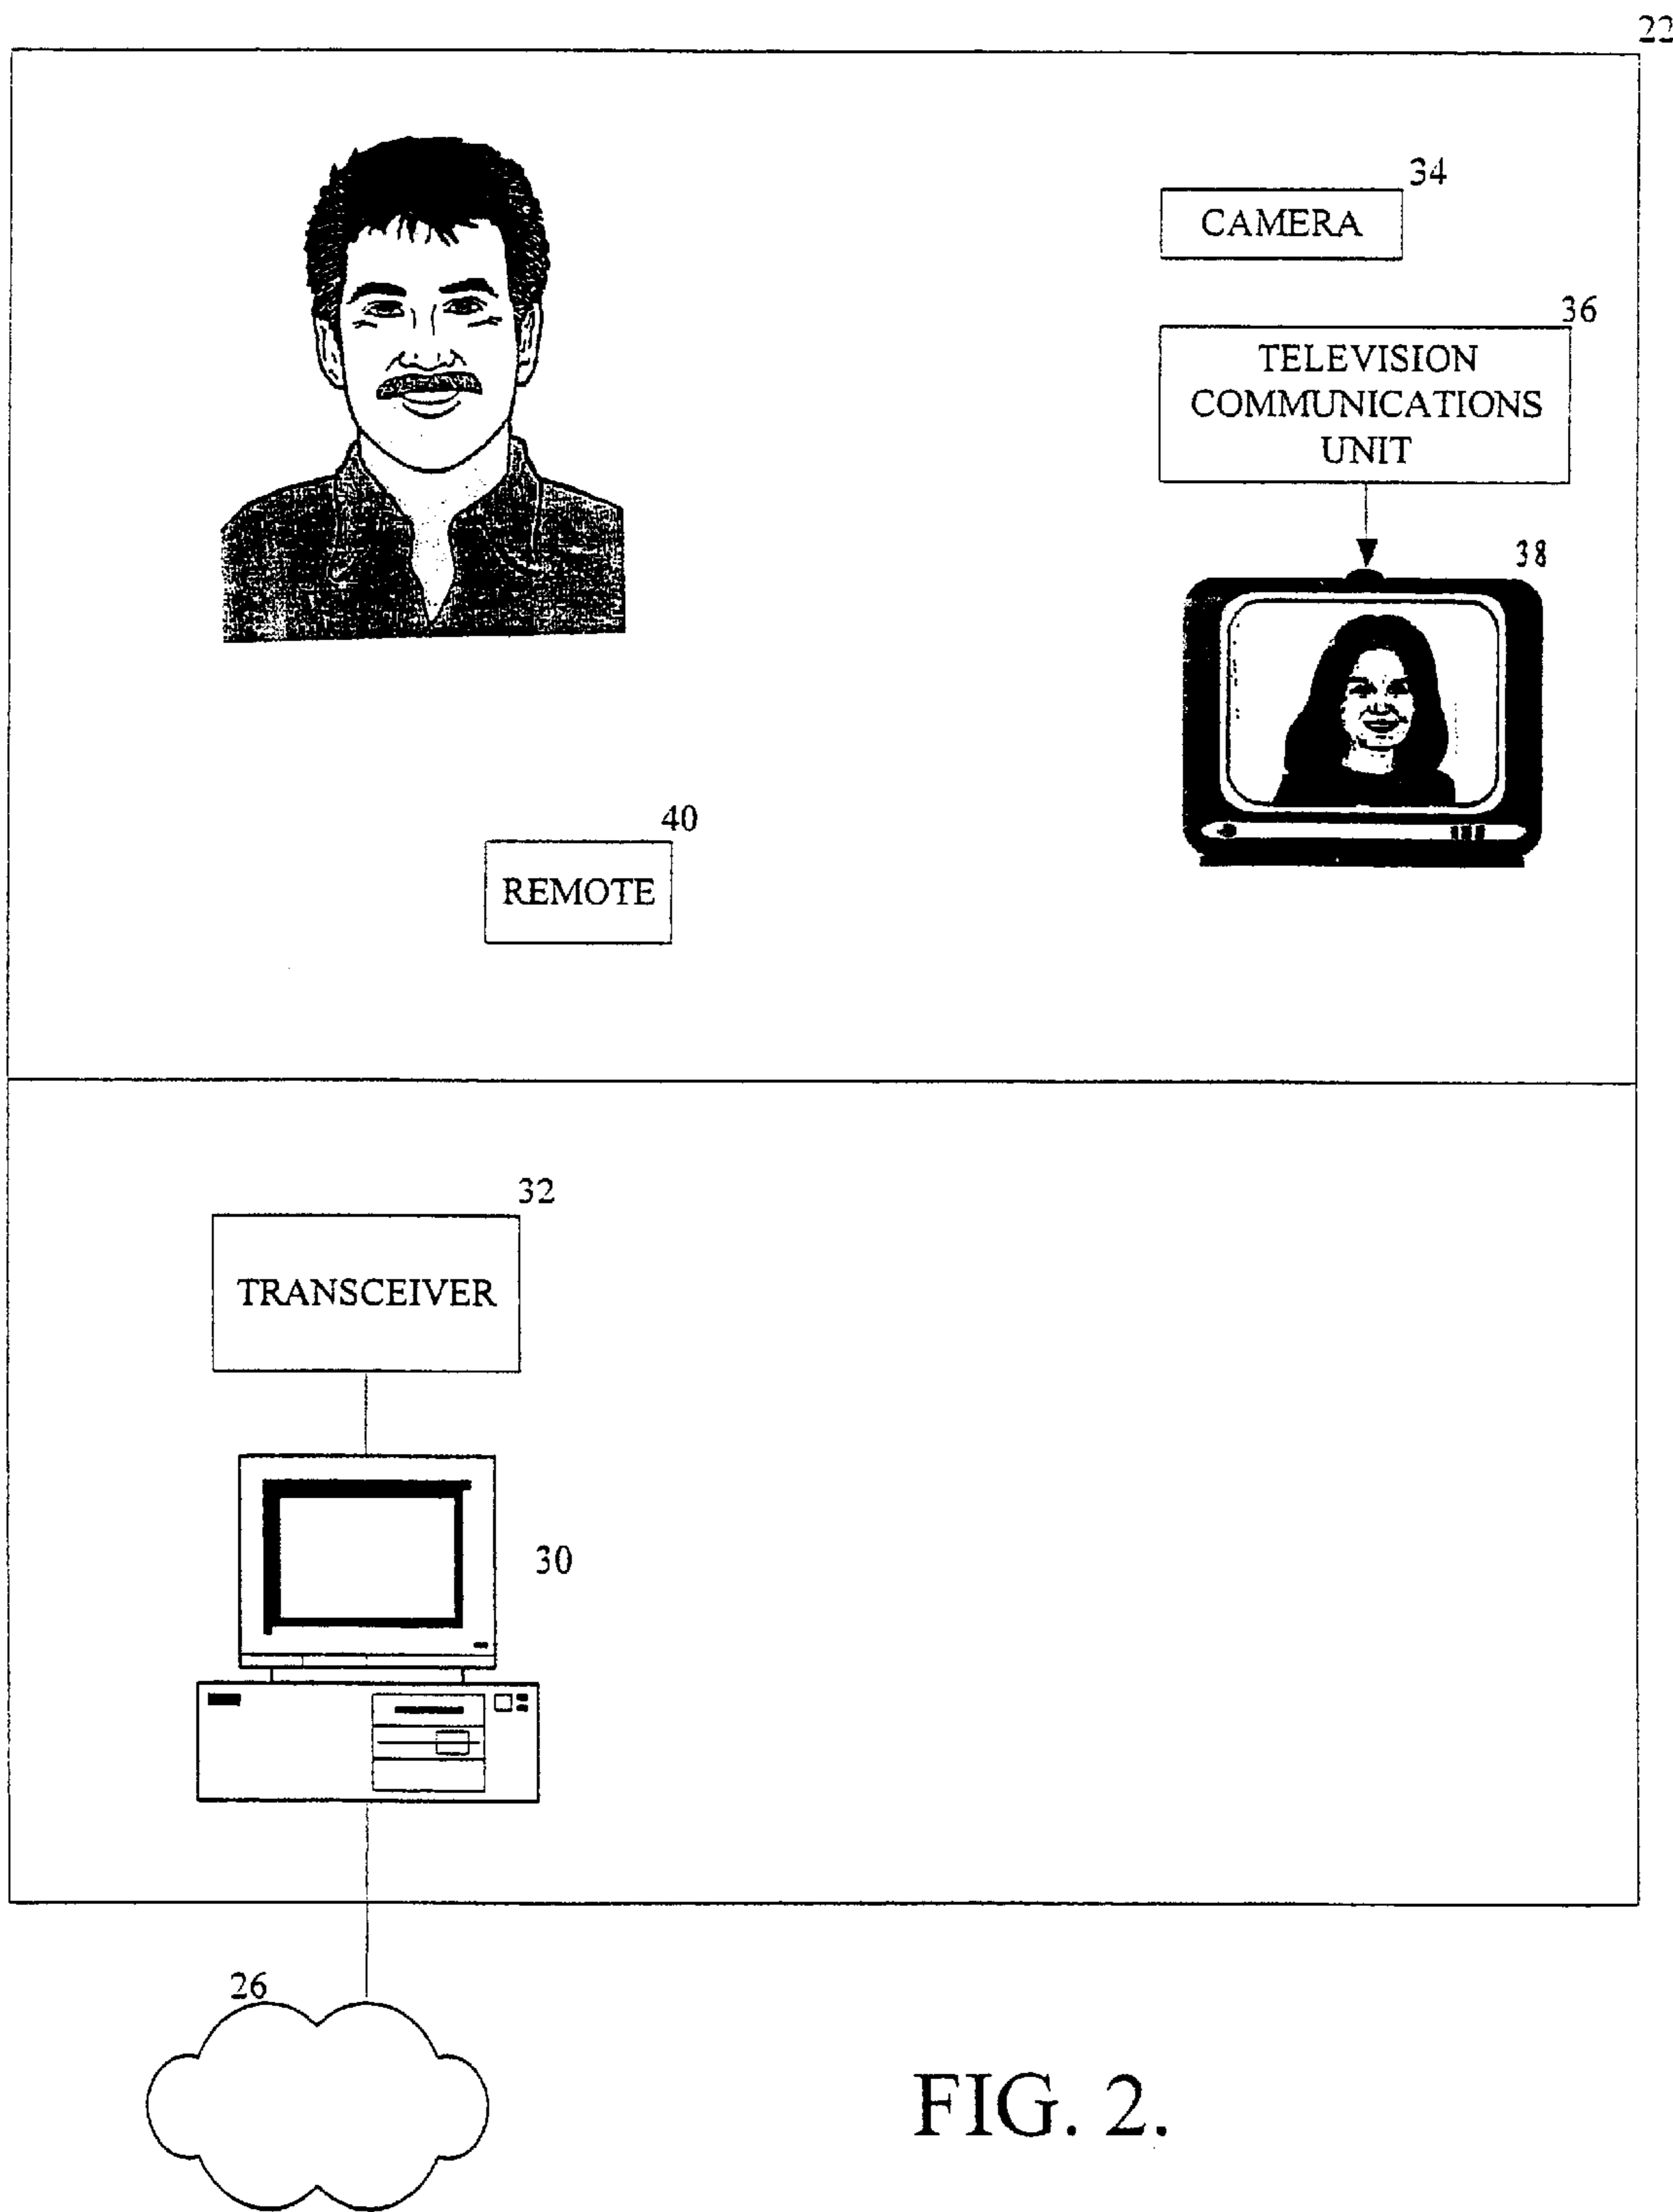 22
34
CAMERA
36
TELEVISION
COMMUNICATIONS
UNIT
38
40
REMOTE
32
TRANSCEIVER
30
26
FIG. 2.